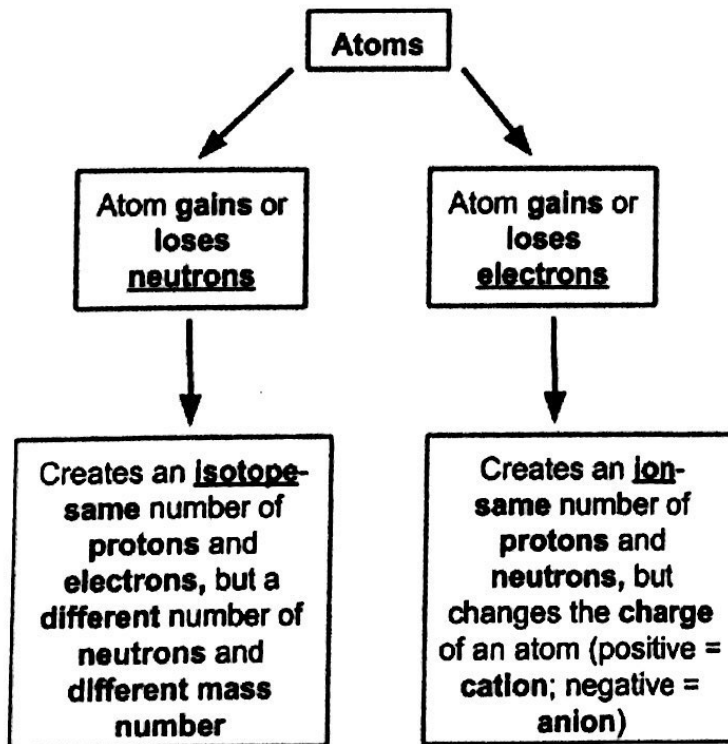 Atoms
Atom gains or
loses
neutrons
Atom gains or
loses
electrons
Creates an isotope-
same number of
protons and
electrons, but a
different number of
neutrons and
different mass
number
Creates an ion-
same number of
protons and
neutrons, but
changes the charge
of an atom (positive =
cation; negative =
anion)